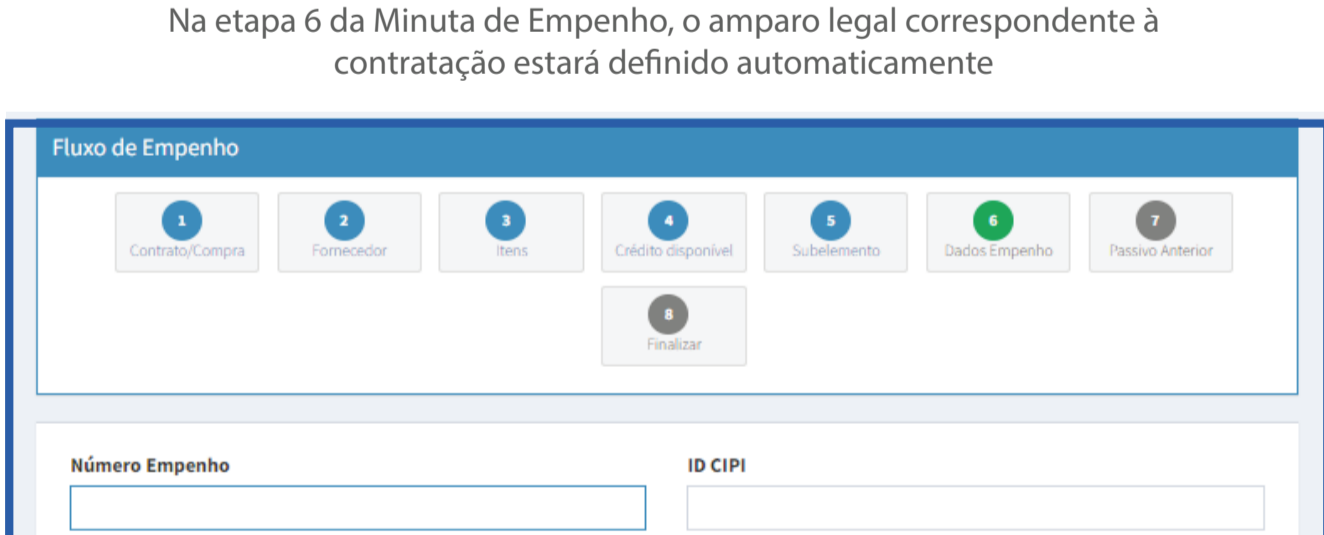 Na etapa 6 da Minuta de Empenho, o amparo legal correspondente à
contratação estará definido automaticamente
Fluxo de Empenho
1
Contrato/Compra
2
Fornecedor
3
Itens
4
Crédito disponível
5
Subelemento
6
Dados Empenho
7
Passivo Anterior
8
Finalizar
Número Empenho
ID CIPI